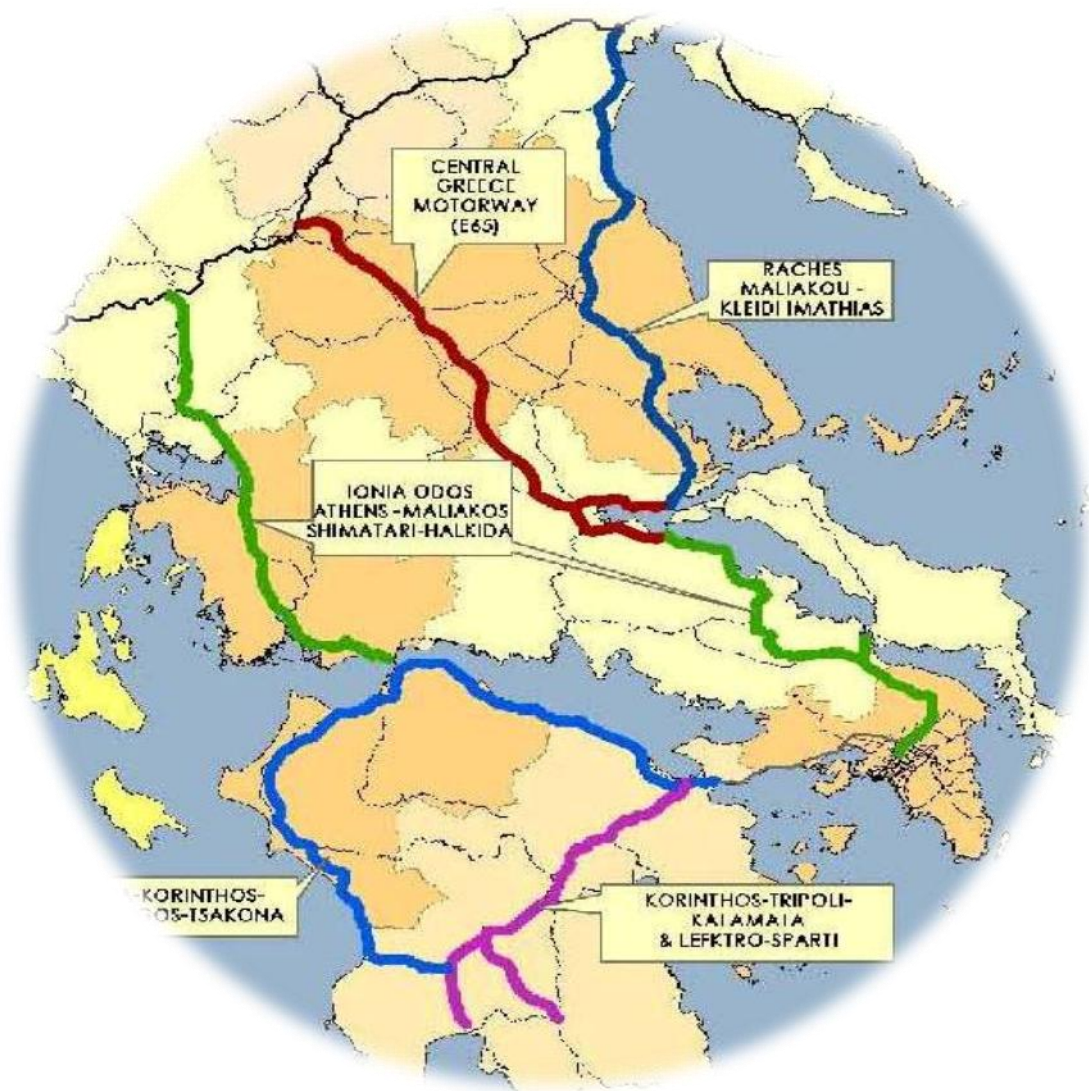 CENTRAL
GREECE
MOTORWAY
(E65)
RACHES
MALIAKOU -
KLEIDI IMATHIAS
IONIA ODOS
ATHENS -MALIAKOS
SHIMATARI-HALKIDA
-KORINTHOS-
OS-TSAKONA
KORINTHOS-TRIPOLI-
KALAMATA
& LEFKTRO-SPARTI